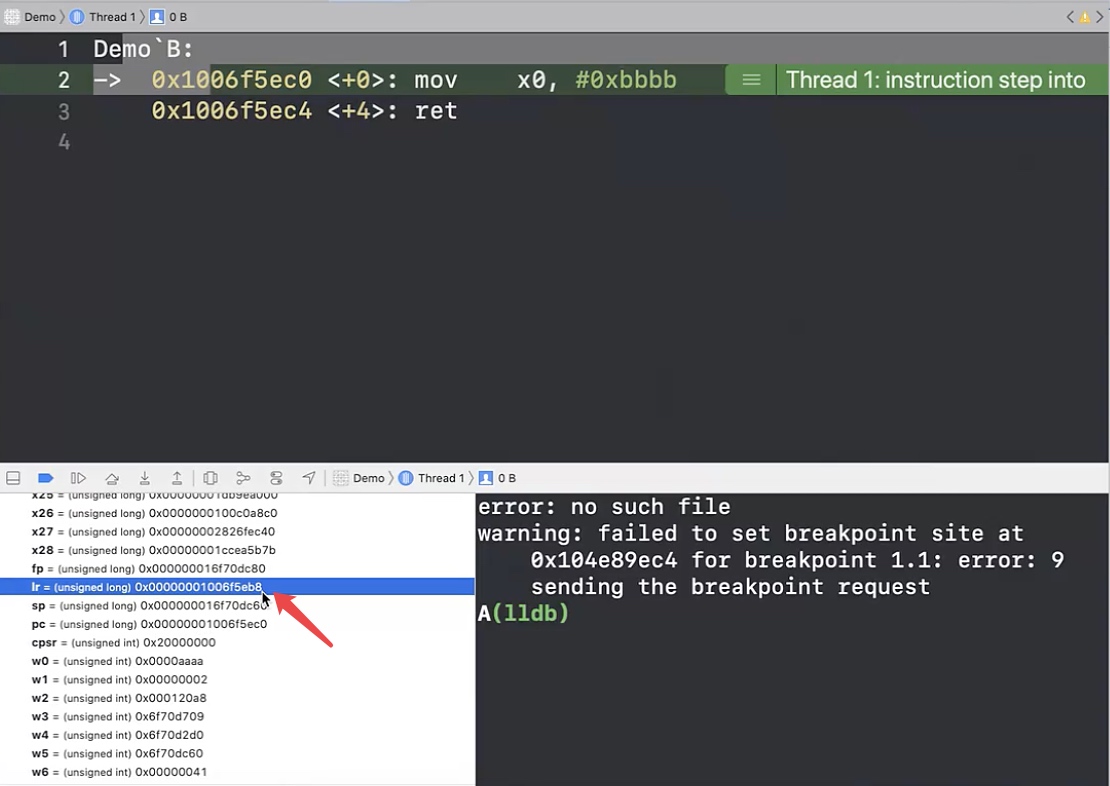 Demo Thread 1 0 B
1 Demo`B:
2 -> 0x1006f5ec0 <+0>: mov x0, #0xbbbb Thread 1: instruction step into
3 0x1006f5ec4 <+4>: ret
4
Demo Thread 1 0 B
x25 = (unsigned long) 0x00000001db9ea000
x26 = (unsigned long) 0x0000000100c0a8c0
x27 = (unsigned long) 0x00000002826fec40
x28 = (unsigned long) 0x00000001ccea5b7b
fp = (unsigned long) 0x000000016f70dc80
lr = (unsigned long) 0x00000001006f5eb8
sp = (unsigned long) 0x000000016f70dc60
pc = (unsigned long) 0x00000001006f5ec0
cpsr = (unsigned int) 0x20000000
w0 = (unsigned int) 0x0000aaaa
w1 = (unsigned int) 0x00000002
w2 = (unsigned int) 0x000120a8
w3 = (unsigned int) 0x6f70d709
w4 = (unsigned int) 0x6f70d2d0
w5 = (unsigned int) 0x6f70dc60
w6 = (unsigned int) 0x00000041
error: no such file
warning: failed to set breakpoint site at
0x104e89ec4 for breakpoint 1.1: error: 9
sending the breakpoint request
A(lldb)